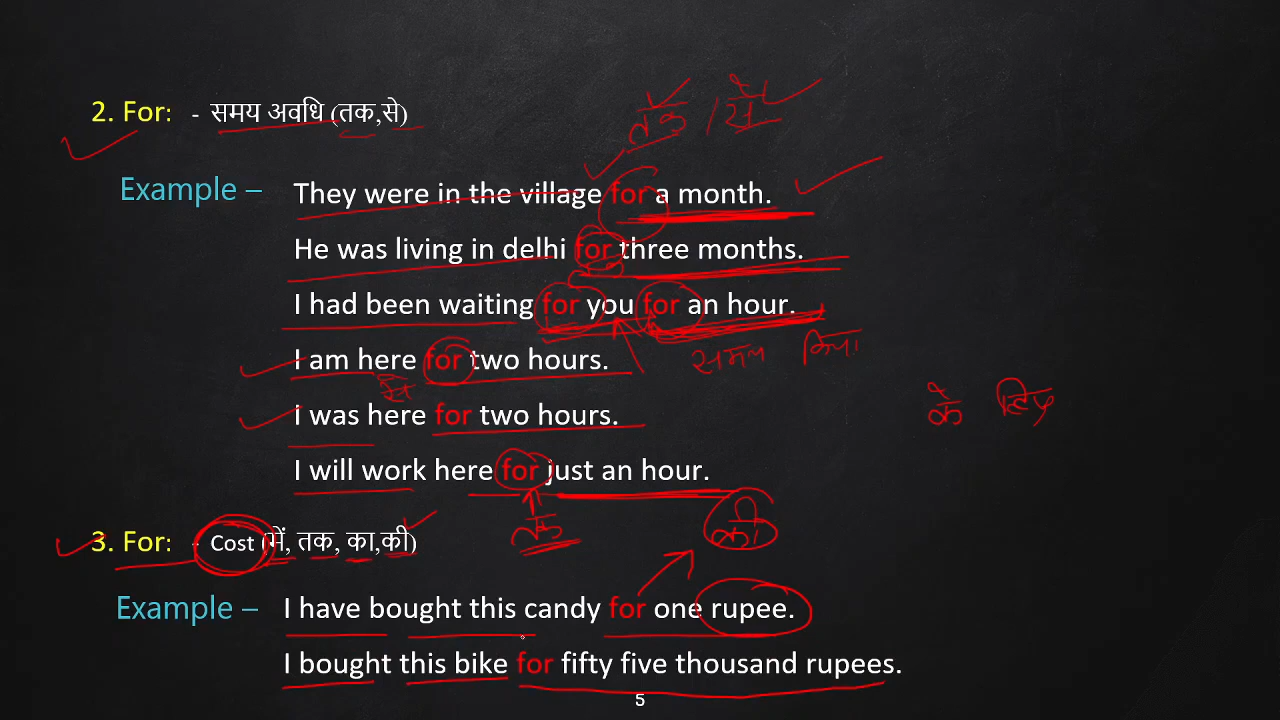 2. For: - समय अवधि (तक,से)
तक / से
Example – They were in the village for a month.
He was living in delhi for three months.
I had been waiting for you for an hour.
समय
I am here for two hours.
से
के लिए
I was here for two hours.
I will work here for just an hour.
तक
की
3. For: - Cost (में, तक, का,की)
Example – I have bought this candy for one rupee.
I bought this bike for fifty five thousand rupees.
5